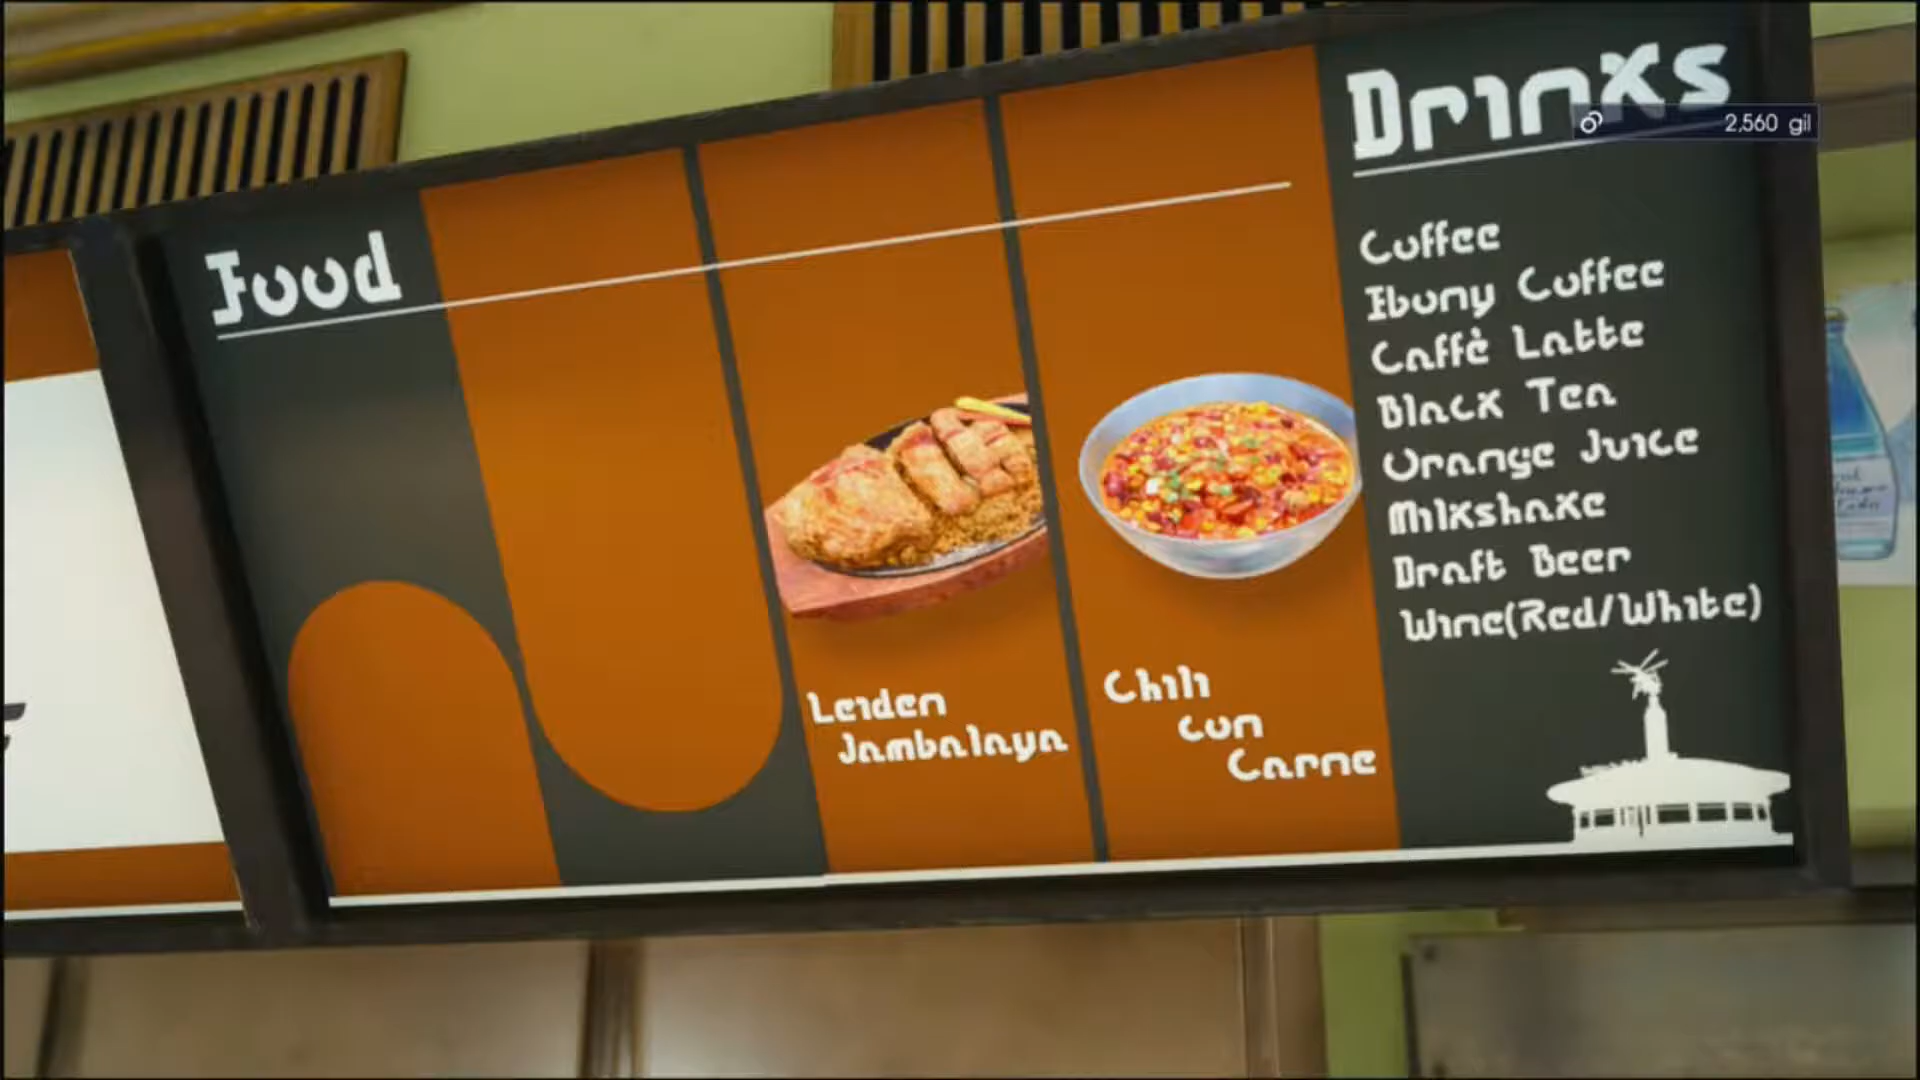 Food
Leiden
Jambalaya
Chili
con
Carne
Drinks
2,560 gil
Coffee
Ebony Coffee
Caffè Latte
Black Tea
Orange Juice
Milkshake
Draft Beer
Wine(Red/White)